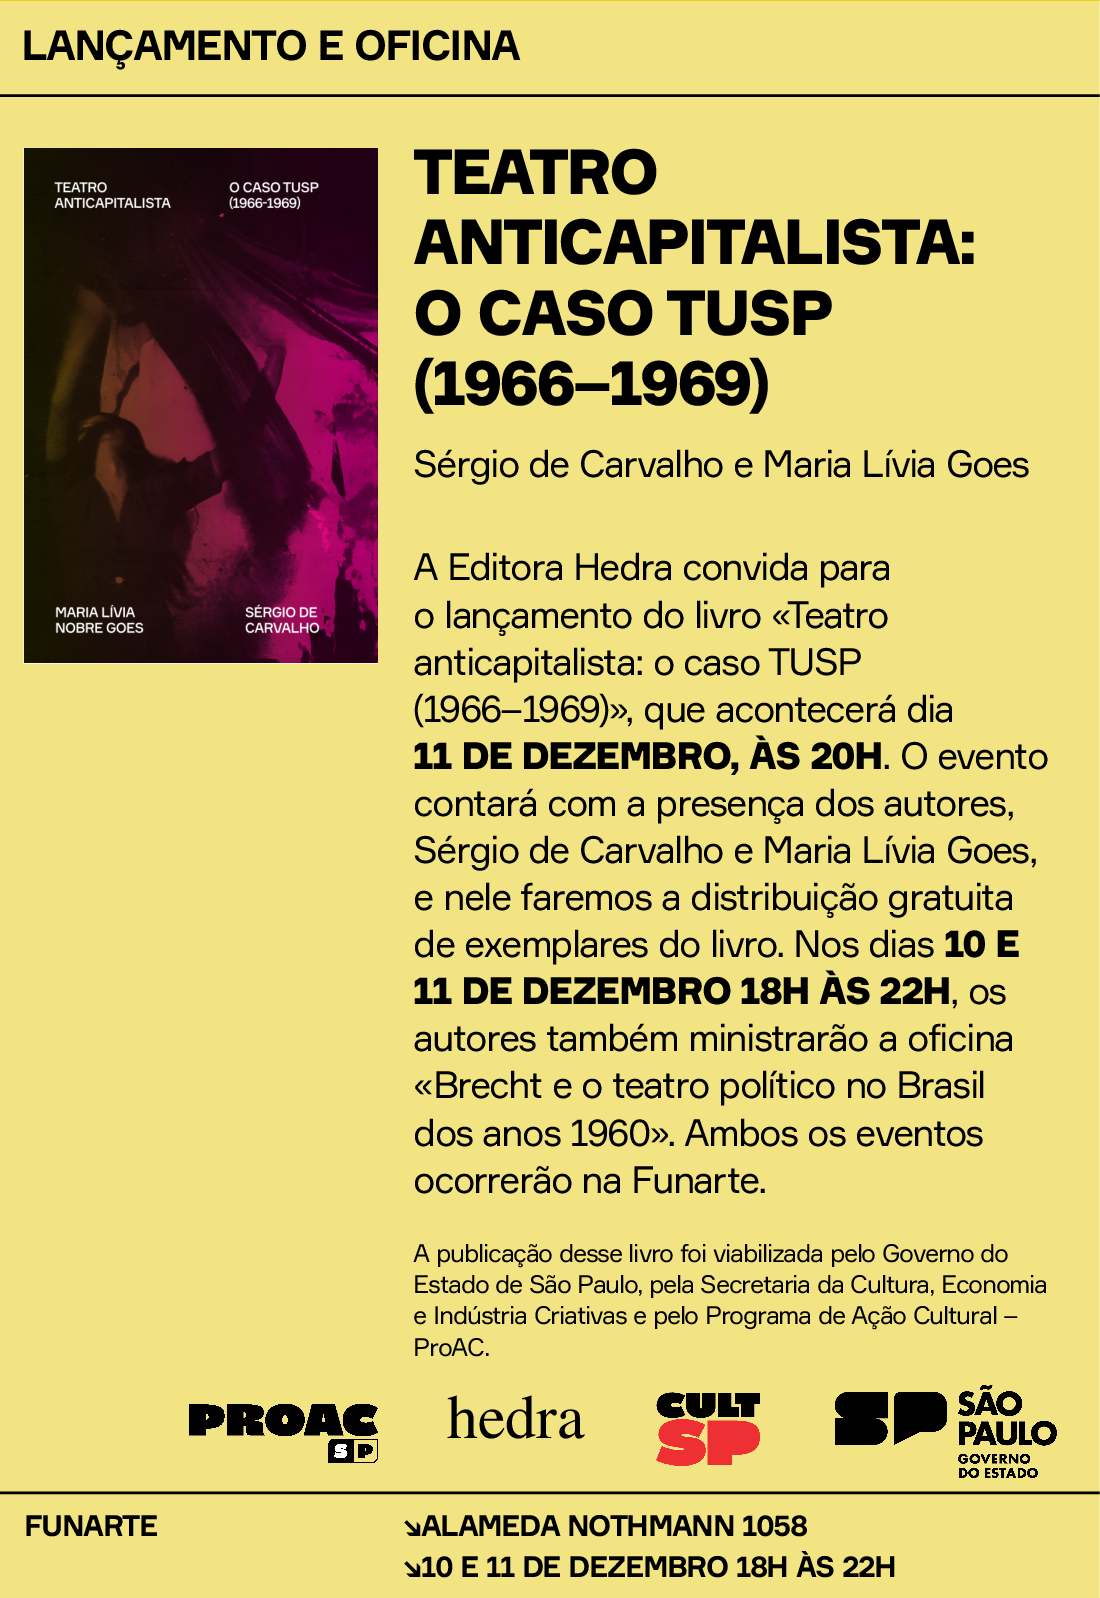 LANÇAMENTO E OFICINA
TEATRO
ANTICAPITALISTA
O CASO TUSP
(1966-1969)
MARIA LÍVIA
NOBRE GOES
SÉRGIO DE
CARVALHO
TEATRO
ANTICAPITALISTA:
O CASO TUSP
(1966–1969)
Sérgio de Carvalho e Maria Lívia Goes
A Editora Hedra convida para
o lançamento do livro «Teatro
anticapitalista: o caso TUSP
(1966–1969)», que acontecerá dia
11 DE DEZEMBRO, ÀS 20H. O evento
contará com a presença dos autores,
Sérgio de Carvalho e Maria Lívia Goes,
e nele faremos a distribuição gratuita
de exemplares do livro. Nos dias 10 E
11 DE DEZEMBRO 18H ÀS 22H, os
autores também ministrarão a oficina
«Brecht e o teatro político no Brasil
dos anos 1960». Ambos os eventos
ocorrerão na Funarte.
A publicação desse livro foi viabilizada pelo Governo do
Estado de São Paulo, pela Secretaria da Cultura, Economia
e Indústria Criativas e pelo Programa de Ação Cultural –
ProAC.
PROAC
SP
hedra
CULT
SP
SP
SÃO
PAULO
GOVERNO
DO ESTADO
FUNARTE
↘ALAMEDA NOTHMANN 1058
↘10 E 11 DE DEZEMBRO 18H ÀS 22H